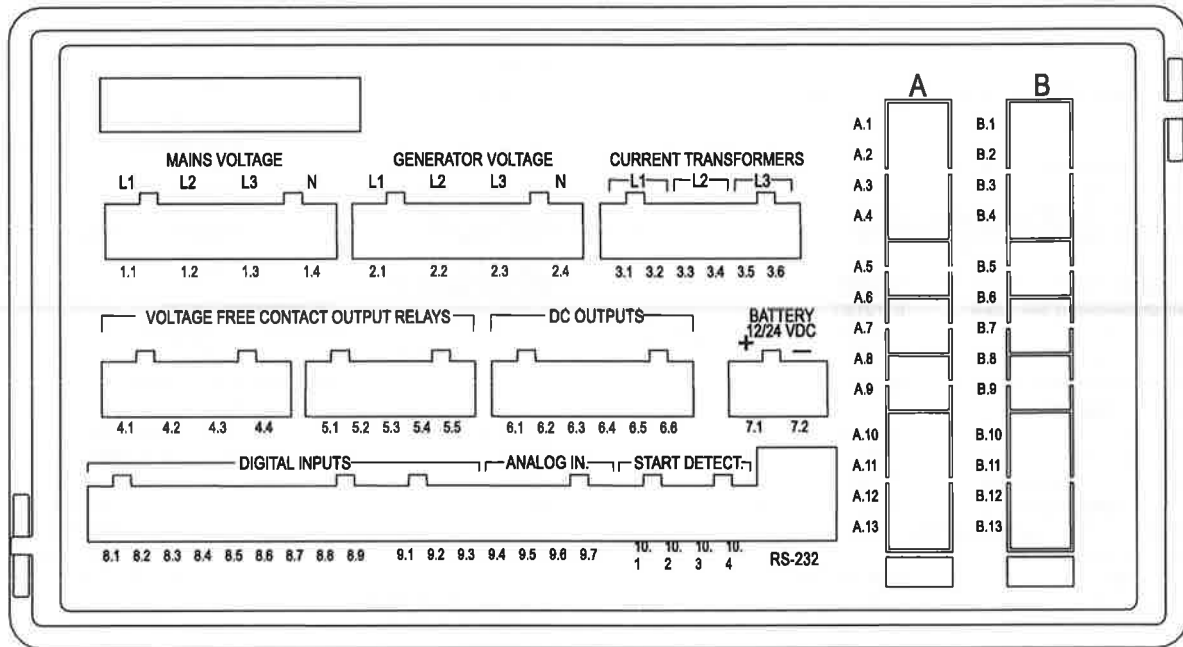 A B
MAINS VOLTAGE GENERATOR VOLTAGE CURRENT TRANSFORMERS
L1 L2 L3 N L1 L2 L3 N L1 L2 L3
1.1 1.2 1.3 1.4 2.1 2.2 2.3 2.4 3.1 3.2 3.3 3.4 3.5 3.6
VOLTAGE FREE CONTACT OUTPUT RELAYS DC OUTPUTS BATTERY
12/24 VDC
+ –
4.1 4.2 4.3 4.4 5.1 5.2 5.3 5.4 5.5 6.1 6.2 6.3 6.4 6.5 6.6 7.1 7.2
DIGITAL INPUTS ANALOG IN. START DETECT.
8.1 8.2 8.3 8.4 8.5 8.6 8.7 8.8 8.9 9.1 9.2 9.3 9.4 9.5 9.6 9.7 10. 10. 10. 10.
1 2 3 4 RS-232
A.1 B.1
A.2 B.2
A.3 B.3
A.4 B.4
A.5 B.5
A.6 B.6
A.7 B.7
A.8 B.8
A.9 B.9
A.10 B.10
A.11 B.11
A.12 B.12
A.13 B.13